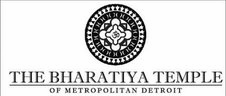 THE BHARATIYA TEMPLE
OF METROPOLITAN DETROIT